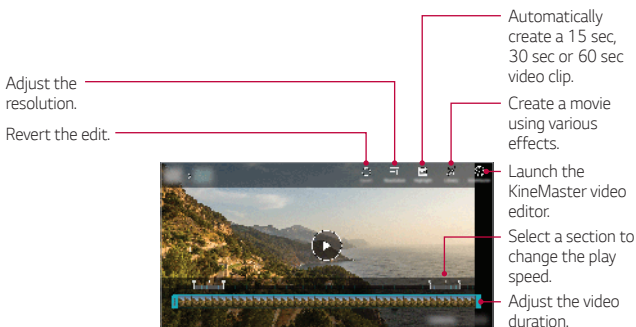 Automatically
create a 15 sec,
30 sec or 60 sec
video clip.
Adjust the
resolution.
Create a movie
using various
effects.
Revert the edit.
Launch the
KineMaster video
editor.
Select a section to
change the play
speed.
Adjust the video
duration.